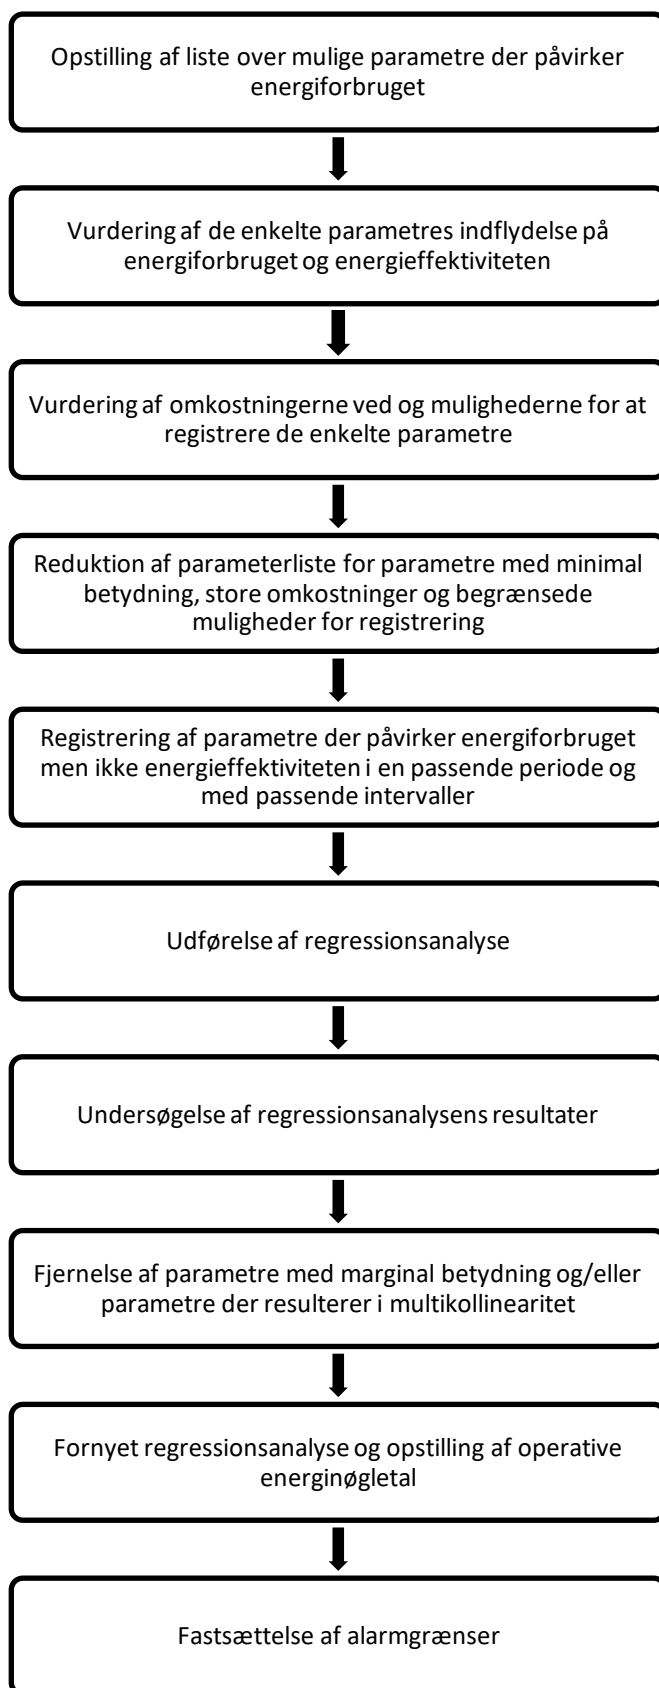 Opstilling af liste over mulige parametre der påvirker
energiforbruget
Vurdering af de enkelte parametres indflydelse på
energiforbruget og energieffektiviteten
Vurdering af omkostningerne ved og mulighederne for at
registrere de enkelte parametre
Reduktion af parameterliste for parametre med minimal
betydning, store omkostninger og begrænsede
muligheder for registrering
Registrering af parametre der påvirker energiforbruget
men ikke energieffektiviteten i en passende periode og
med passende intervaller
Udførelse af regressionsanalyse
Undersøgelse af regressionsanalysens resultater
Fjernelse af parametre med marginal betydning og/eller
parametre der resulterer i multikollinearitet
Fornyet regressionsanalyse og opstilling af operative
energinøgletal
Fastsættelse af alarmgrænser